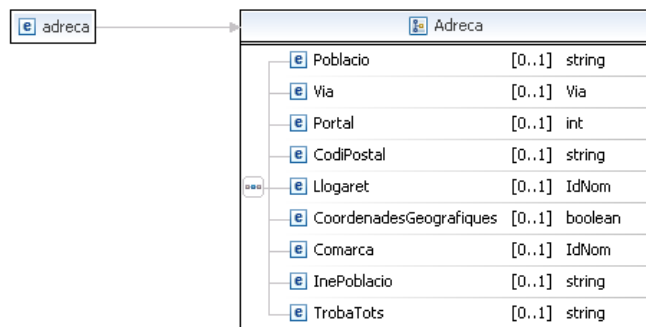 e adreca
Adreca
e Poblacio [0..1] string
e Via [0..1] Via
e Portal [0..1] int
e CodiPostal [0..1] string
e Llogaret [0..1] IdNom
e CoordenadesGeografiques [0..1] boolean
e Comarca [0..1] IdNom
e InePoblacio [0..1] string
e TrobaTots [0..1] string